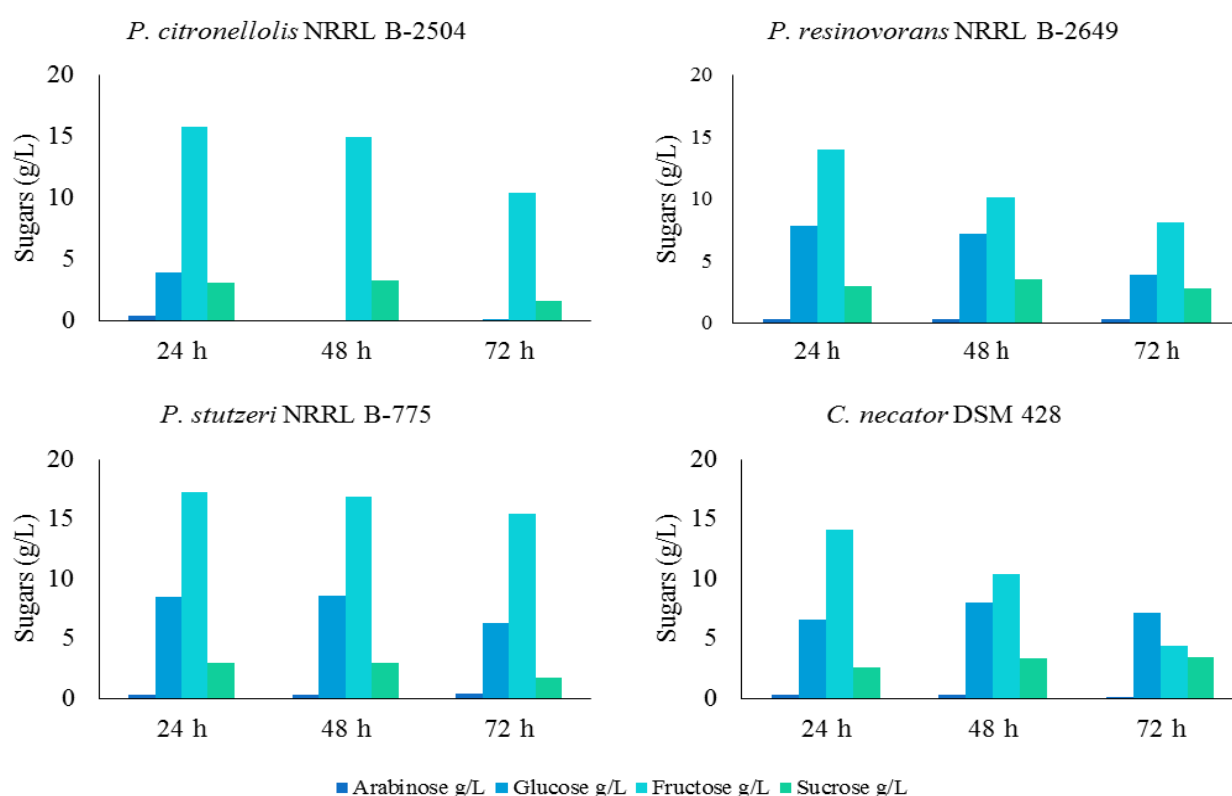 P. citronellolis NRRL B-2504
20
15
10
5
0
Sugars (g/L)
24 h 48 h 72 h
P. resinovorans NRRL B-2649
20
15
10
5
0
Sugars (g/L)
24 h 48 h 72 h
P. stutzeri NRRL B-775
20
15
10
5
0
Sugars (g/L)
24 h 48 h 72 h
C. necator DSM 428
20
15
10
5
0
Sugars (g/L)
24 h 48 h 72 h
Arabinose g/L Glucose g/L Fructose g/L Sucrose g/L